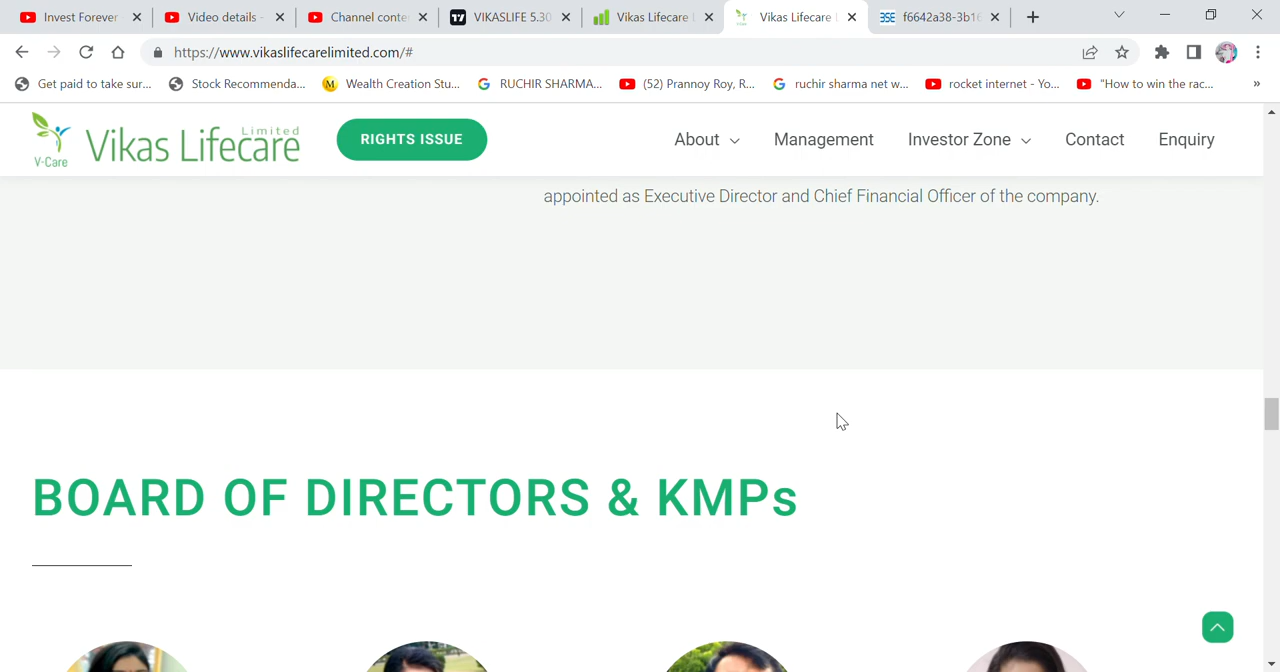 Invest Forever
Video details -
Channel conte
VIKASLIFE 5.30
Vikas Lifecare L
Vikas Lifecare L
f6642a38-3b16
https://www.vikaslifecarelimited.com/#
Get paid to take sur...
Stock Recommenda...
M
Wealth Creation Stu...
RUCHIR SHARMA...
(52) Prannoy Roy, R...
ruchir sharma net w...
rocket internet - Yo...
"How to win the rac...
»
V-Care
Vikas Lifecare
Limited
RIGHTS ISSUE
About
Management
Investor Zone
Contact
Enquiry
appointed as Executive Director and Chief Financial Officer of the company.
BOARD OF DIRECTORS & KMPs